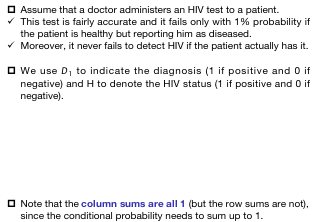 Assume that a doctor administers an HIV test to a patient.
✓ This test is fairly accurate and it fails only with 1% probability if
the patient is healthy but reporting him as diseased.
✓ Moreover, it never fails to detect HIV if the patient actually has it.
We use D₁ to indicate the diagnosis (1 if positive and 0 if
negative) and H to denote the HIV status (1 if positive and 0 if
negative).
Note that the column sums are all 1 (but the row sums are not),
since the conditional probability needs to sum up to 1.